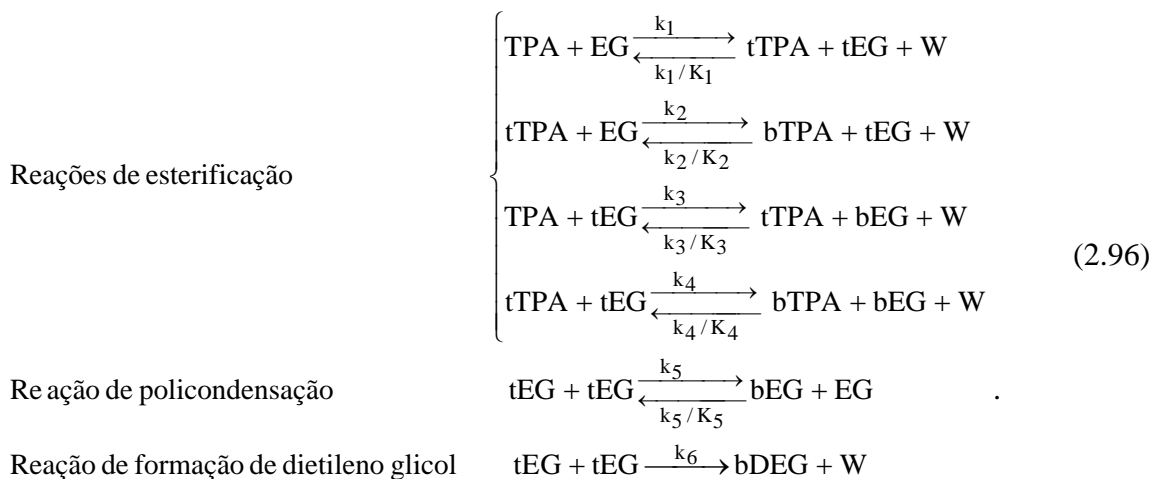 TPA + EG k1 ⇄ k1 / K1 tTPA + tEG + W
tTPA + EG k2 ⇄ k2 / K2 bTPA + tEG + W
Reações de esterificação
TPA + tEG k3 ⇄ k3 / K3 tTPA + bEG + W
(2.96)
tTPA + tEG k4 ⇄ k4 / K4 bTPA + bEG + W
Re ação de policondensação tEG + tEG k5 ⇄ k5 / K5 bEG + EG .
Reação de formação de dietileno glicol tEG + tEG k6 → bDEG + W